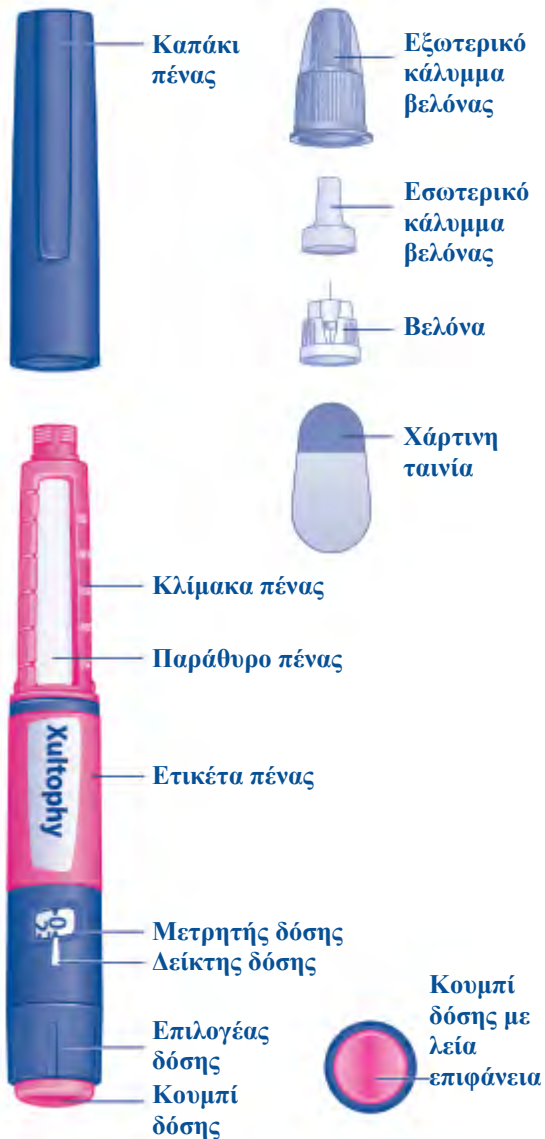 Καπάκι
πένας
Εξωτερικό
κάλυμμα
βελόνας
Εσωτερικό
κάλυμμα
βελόνας
Βελόνα
Χάρτινη
ταινία
Κλίμακα πένας
Παράθυρο πένας
Xultophy
Ετικέτα πένας
Μετρητής δόσης
Δείκτης δόσης
Επιλογέας
δόσης
Κουμπί
δόσης
Κουμπί
δόσης με
λεία
επιφάνεια